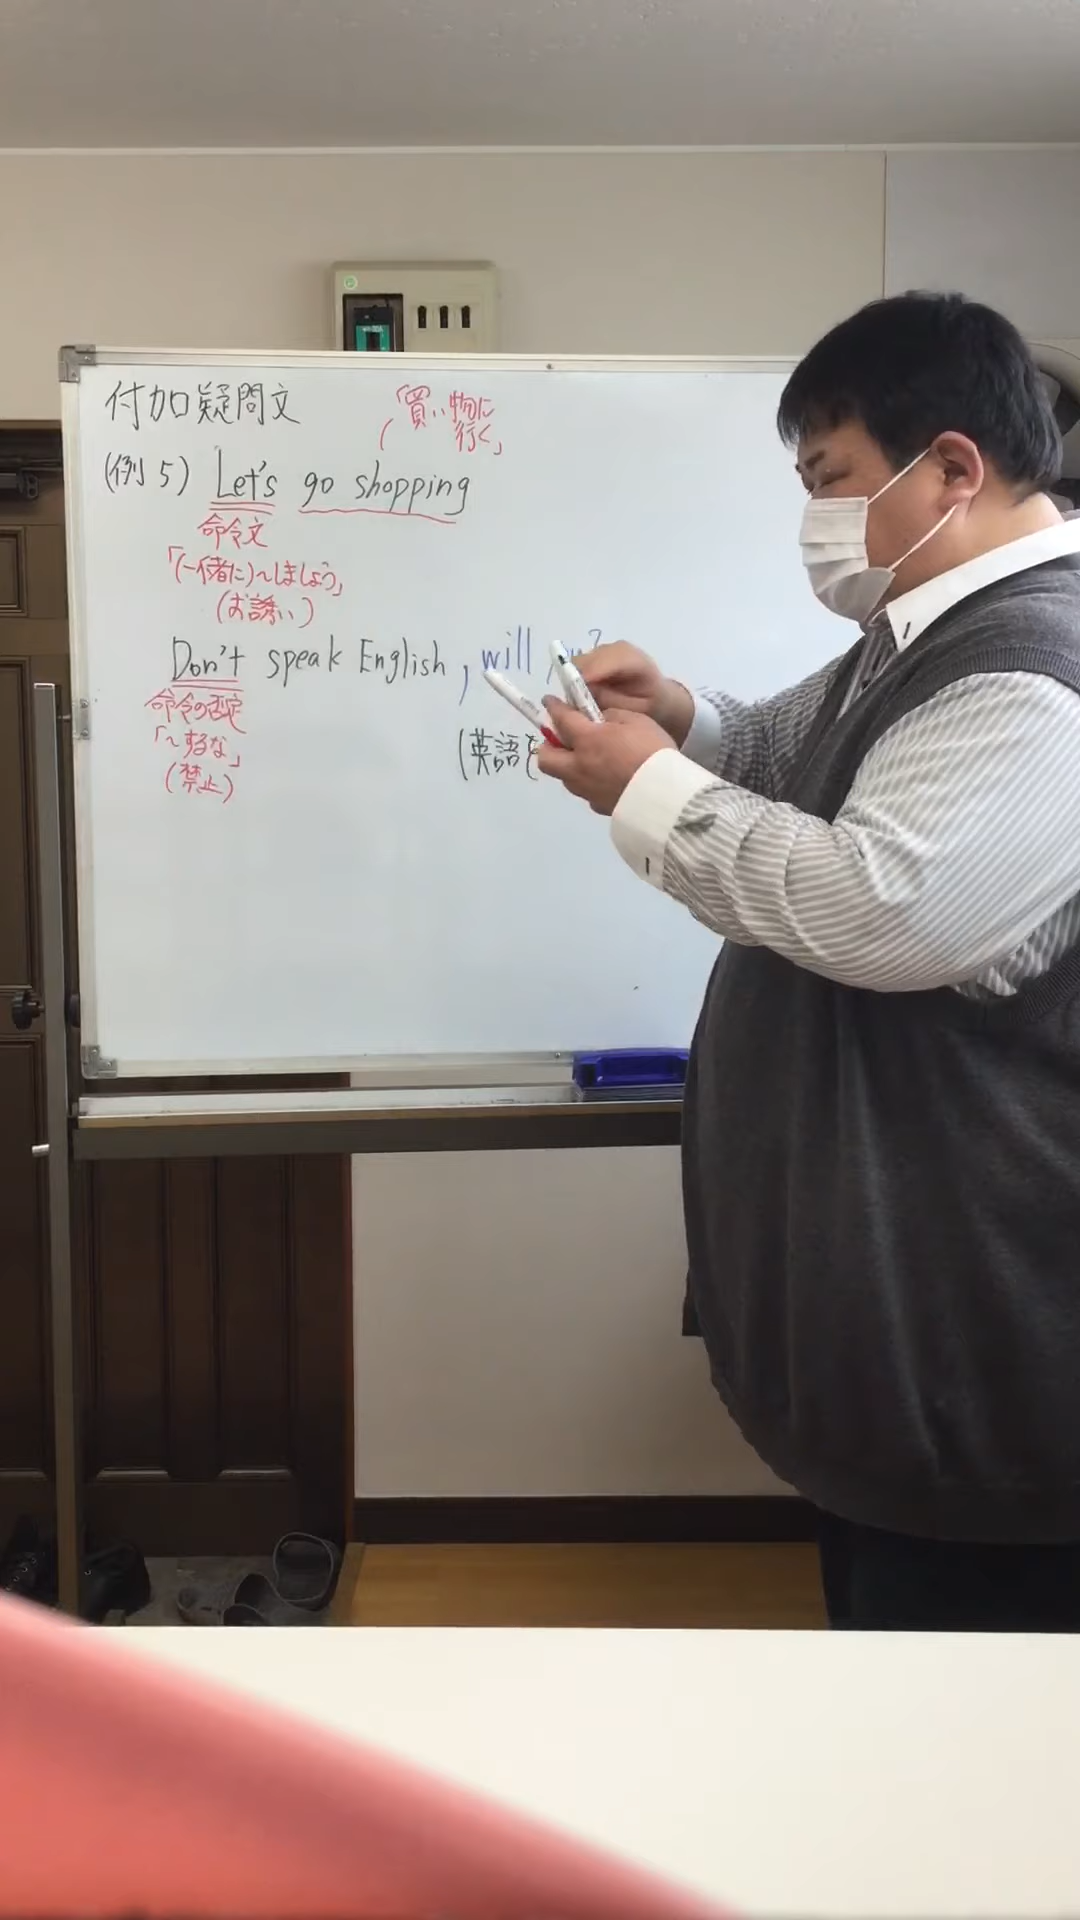 付加疑問文
「買い物に
行く」
(例5) Let's go shopping
命令文
「(一緒に)～しましょう」
(お誘い)
Don't speak English, will
命令の否定
「～するな」
(禁止)
(英語を